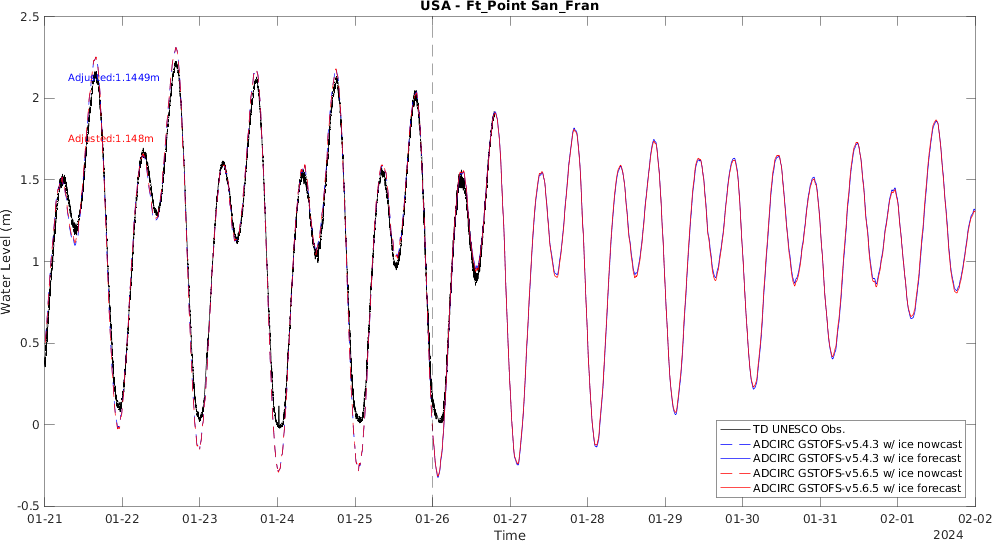 USA - Ft_Point San_Fran
2.5
2
1.5
1
0.5
0
-0.5
Water Level (m)
Adjusted:1.1449m
Adjusted:1.148m
TD UNESCO Obs.
ADCIRC GSTOFS-v5.4.3 w/ ice nowcast
ADCIRC GSTOFS-v5.4.3 w/ ice forecast
ADCIRC GSTOFS-v5.6.5 w/ ice nowcast
ADCIRC GSTOFS-v5.6.5 w/ ice forecast
01-21 01-22 01-23 01-24 01-25 01-26 01-27 01-28 01-29 01-30 01-31 02-01 02-02
Time
2024